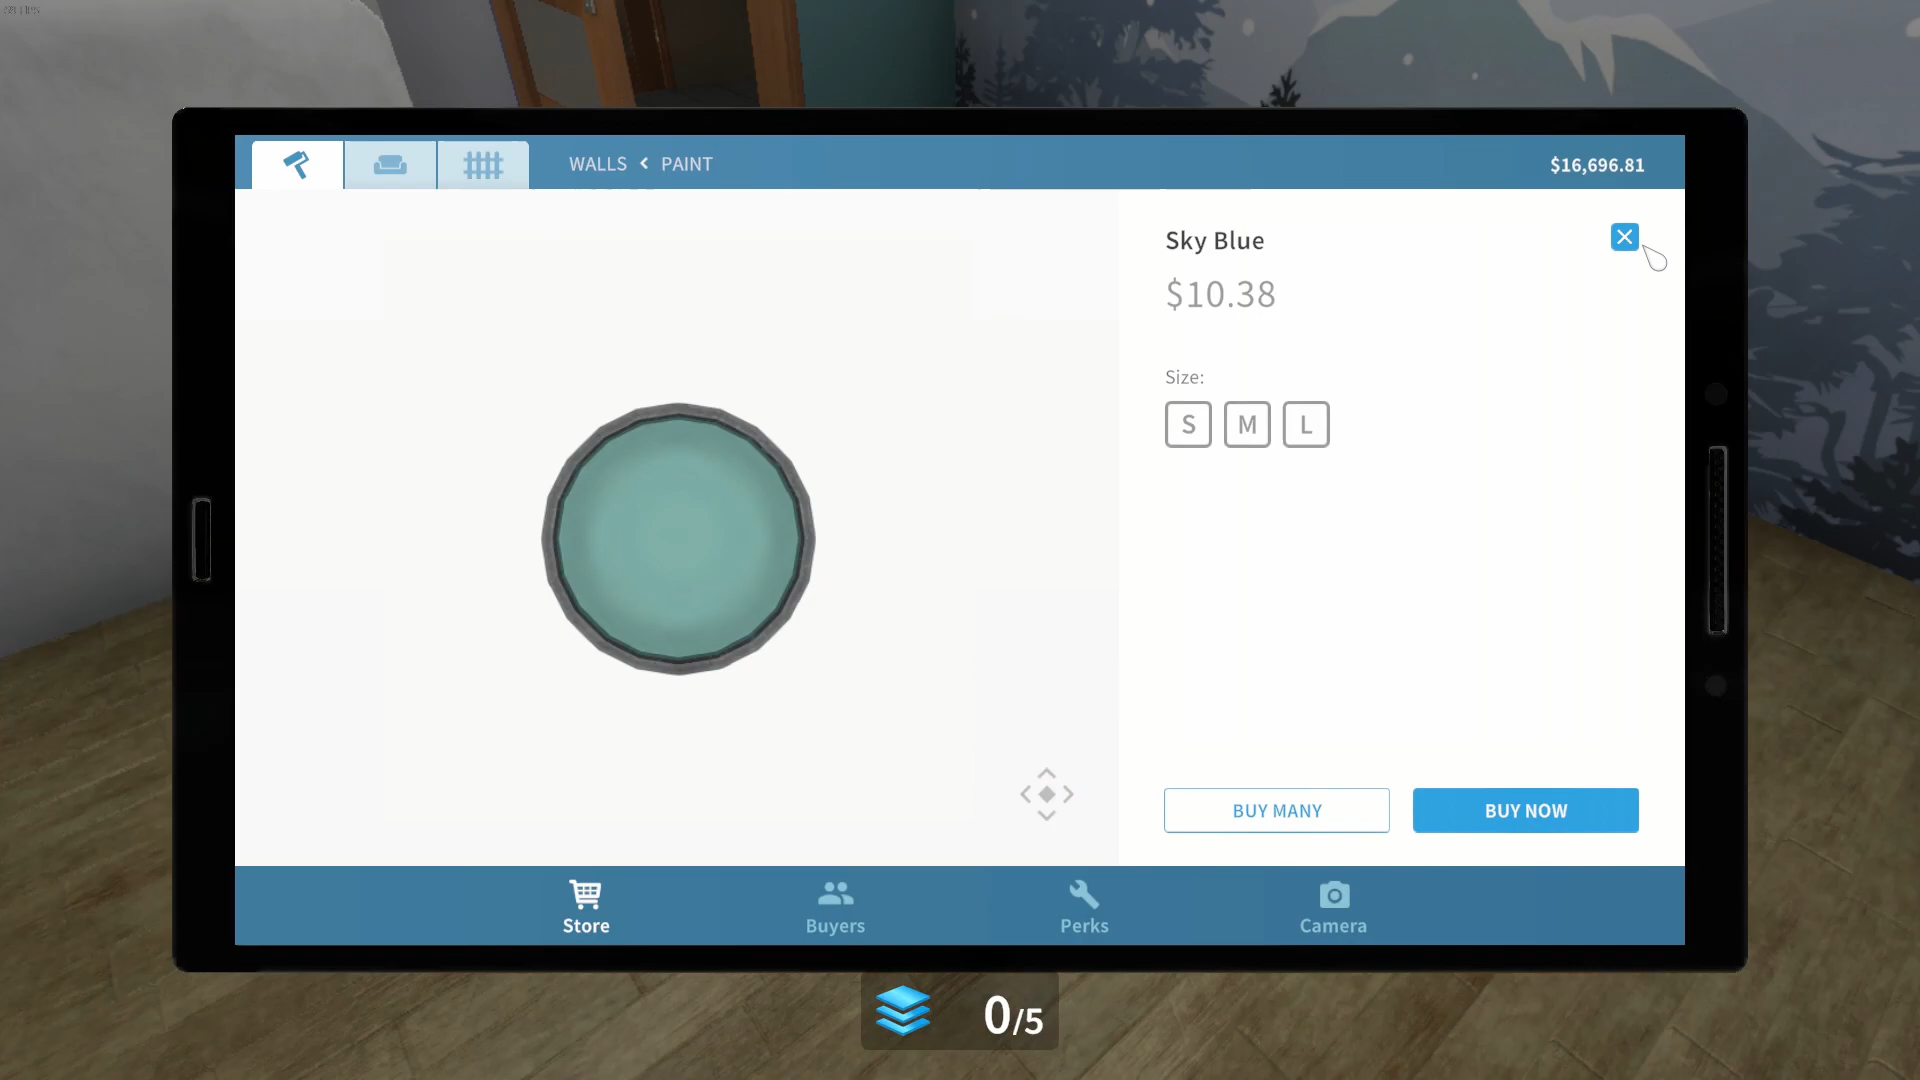 WALLS < PAINT
$16,696.81
Sky Blue
$10.38
Size:
S M L
BUY MANY
BUY NOW
Store
Buyers
Perks
Camera
0/5